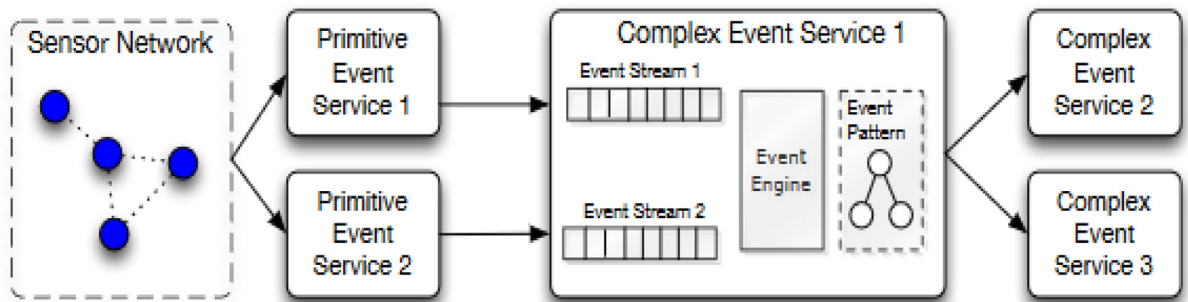 Sensor Network
Primitive
Event
Service 1
Primitive
Event
Service 2
Complex Event Service 1
Event Stream 1
Event Stream 2
Event
Engine
Event
Pattern
Complex
Event
Service 2
Complex
Event
Service 3